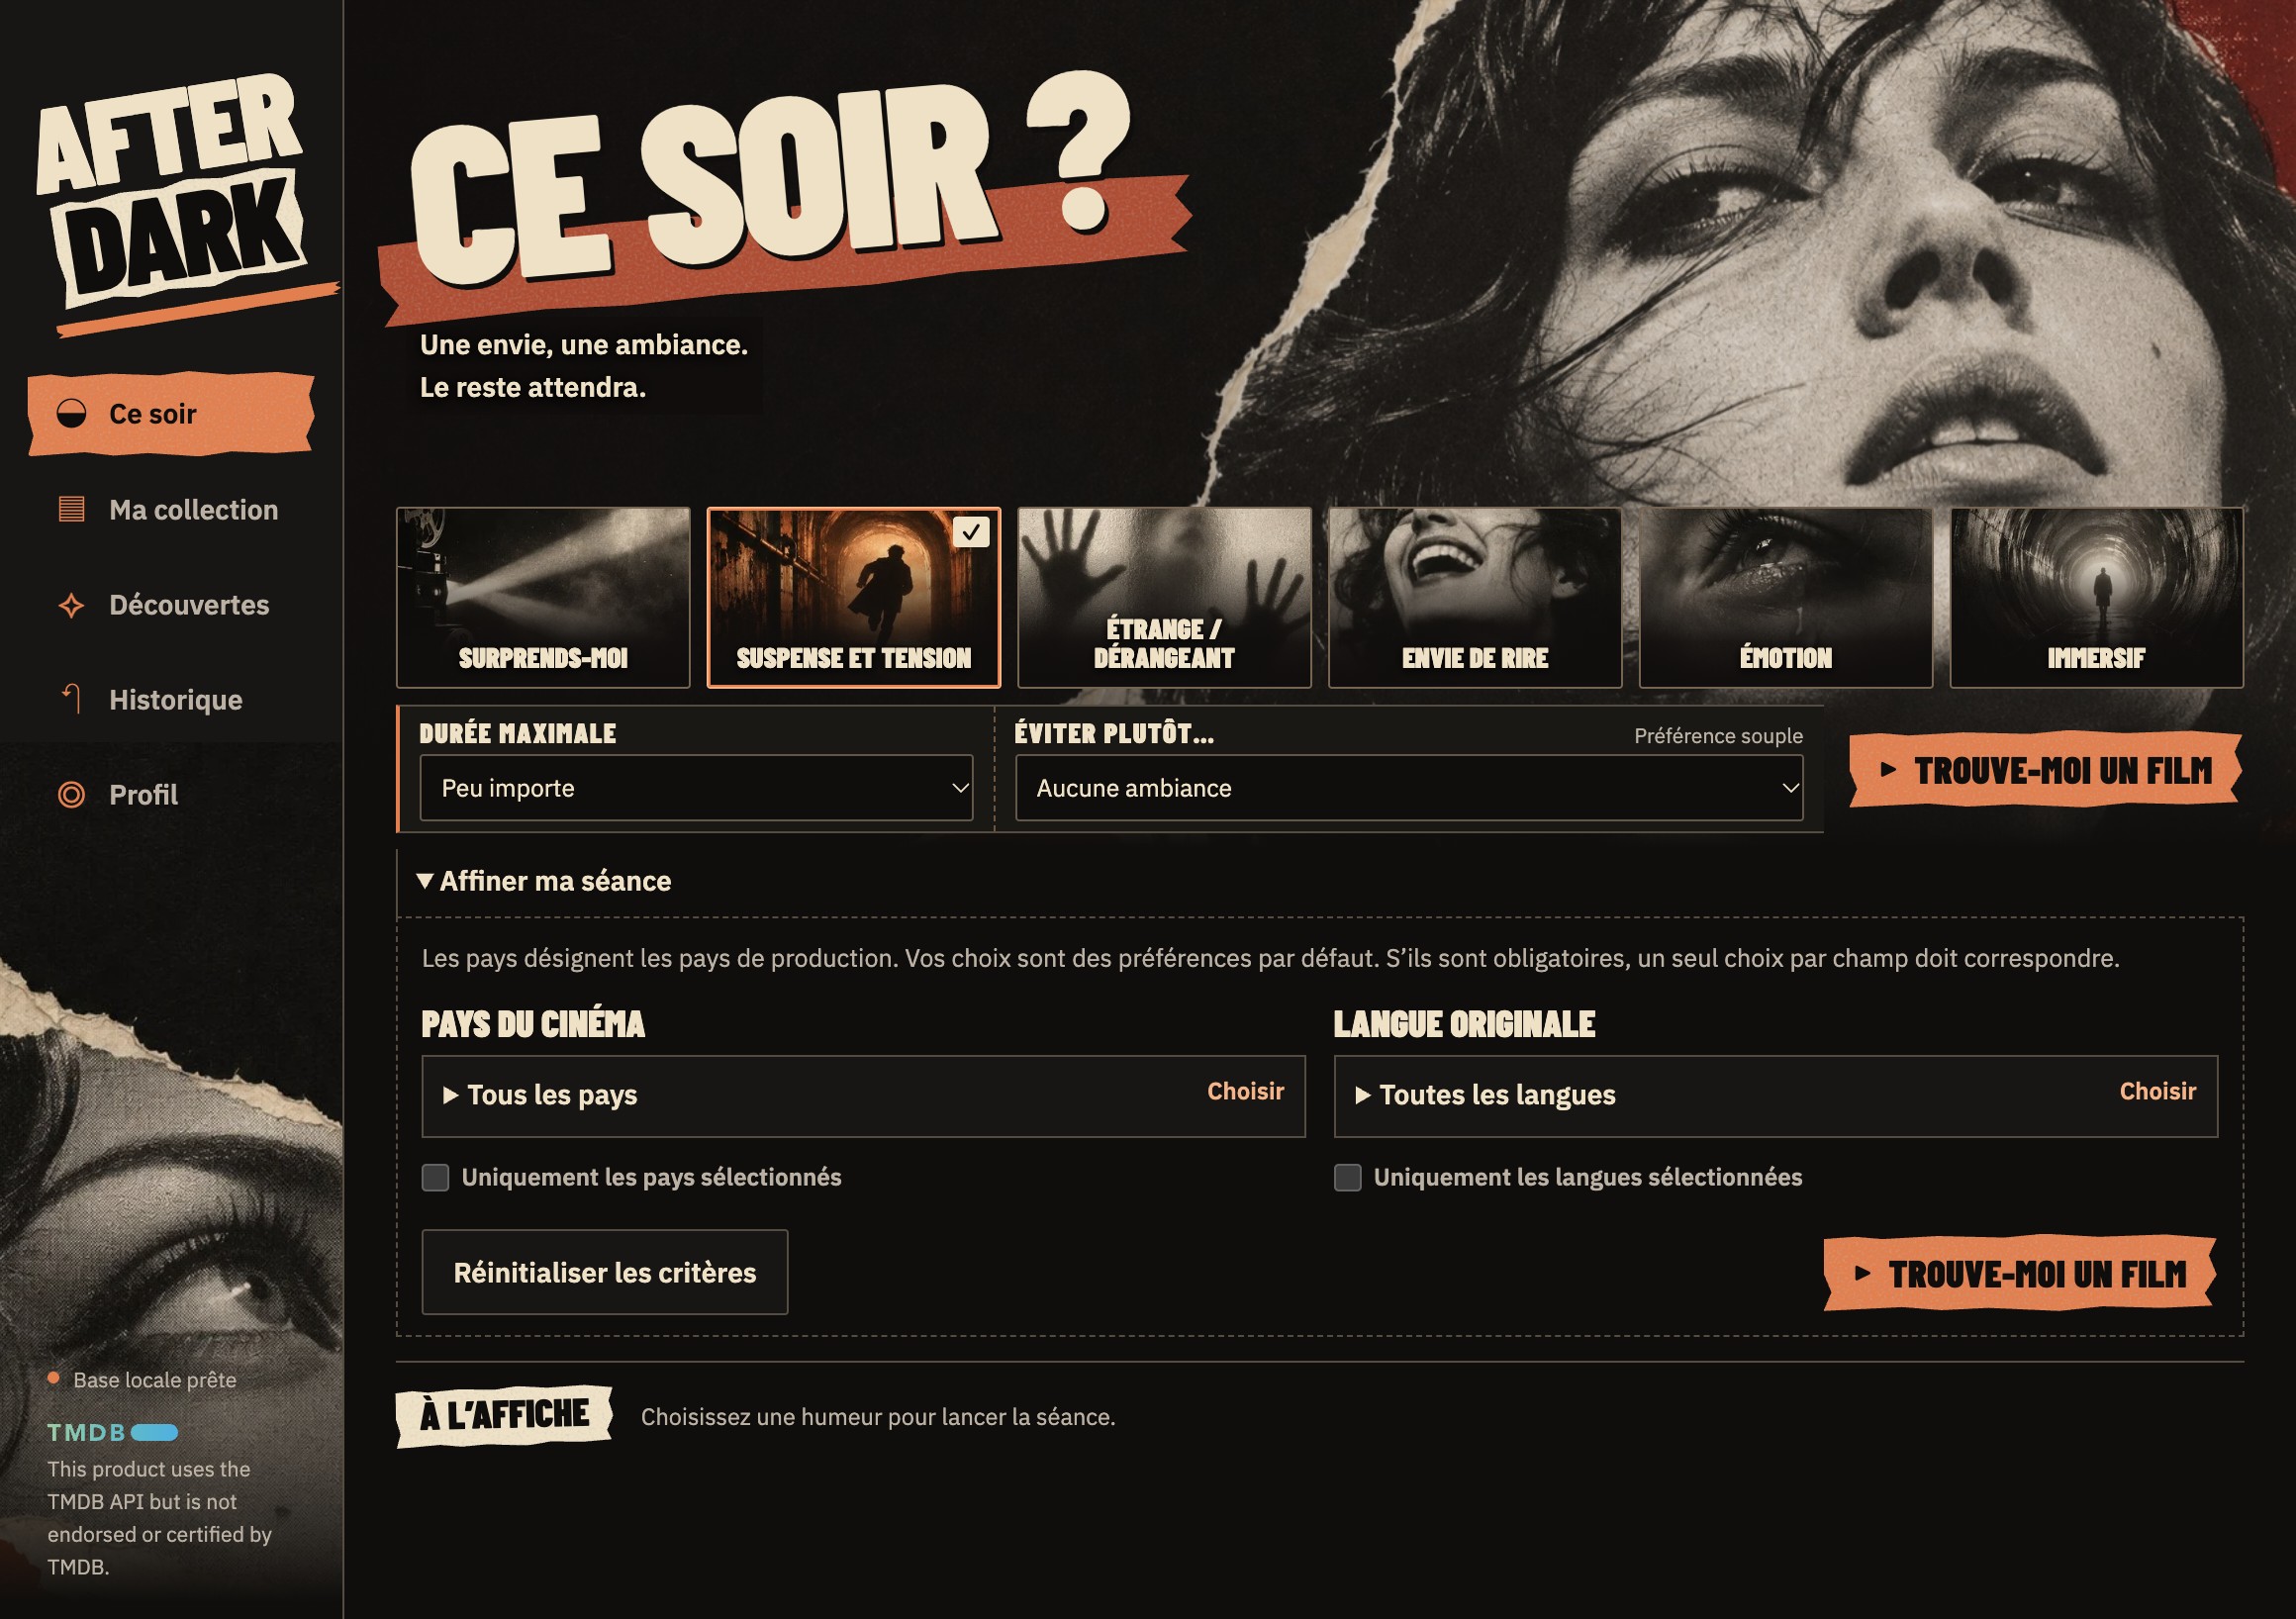 AFTER
DARK
Ce soir
Ma collection
Découvertes
Historique
Profil
Base locale prête
TMDB
This product uses the
TMDB API but is not
endorsed or certified by
TMDB.
CE SOIR ?
Une envie, une ambiance.
Le reste attendra.
SURPRENDS-MOI
SUSPENSE ET TENSION
ÉTRANGE /
DÉRANGEANT
ENVIE DE RIRE
ÉMOTION
IMMERSIF
DURÉE MAXIMALE
Peu importe
ÉVITER PLUTÔT... Préférence souple
Aucune ambiance
TROUVE-MOI UN FILM
Affiner ma séance
Les pays désignent les pays de production. Vos choix sont des préférences par défaut. S’ils sont obligatoires, un seul choix par champ doit correspondre.
PAYS DU CINÉMA
Tous les pays Choisir
Uniquement les pays sélectionnés
LANGUE ORIGINALE
Toutes les langues Choisir
Uniquement les langues sélectionnées
Réinitialiser les critères
TROUVE-MOI UN FILM
À L’AFFICHE
Choisissez une humeur pour lancer la séance.